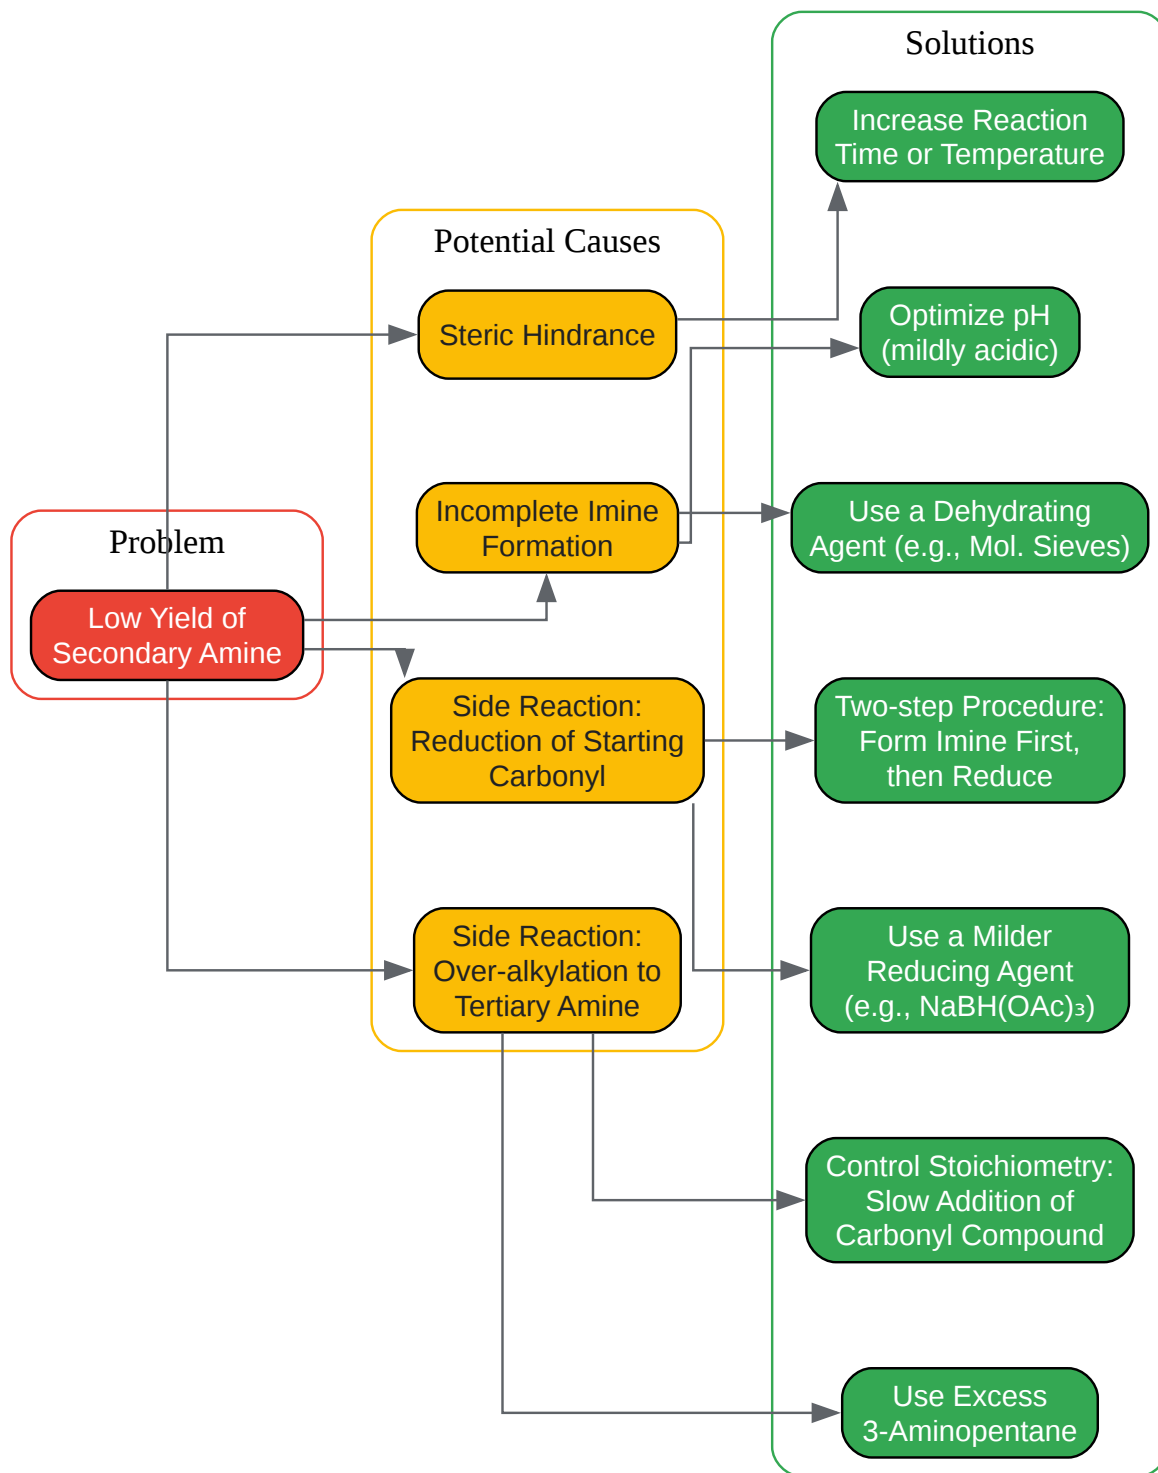 Problem
Low Yield of
Secondary Amine
Potential Causes
Steric Hindrance
Incomplete Imine
Formation
Side Reaction:
Reduction of Starting
Carbonyl
Side Reaction:
Over-alkylation to
Tertiary Amine
Solutions
Increase Reaction
Time or Temperature
Optimize pH
(mildly acidic)
Use a Dehydrating
Agent (e.g., Mol. Sieves)
Two-step Procedure:
Form Imine First,
then Reduce
Use a Milder
Reducing Agent
(e.g., NaBH(OAc)₃)
Control Stoichiometry:
Slow Addition of
Carbonyl Compound
Use Excess
3-Aminopentane